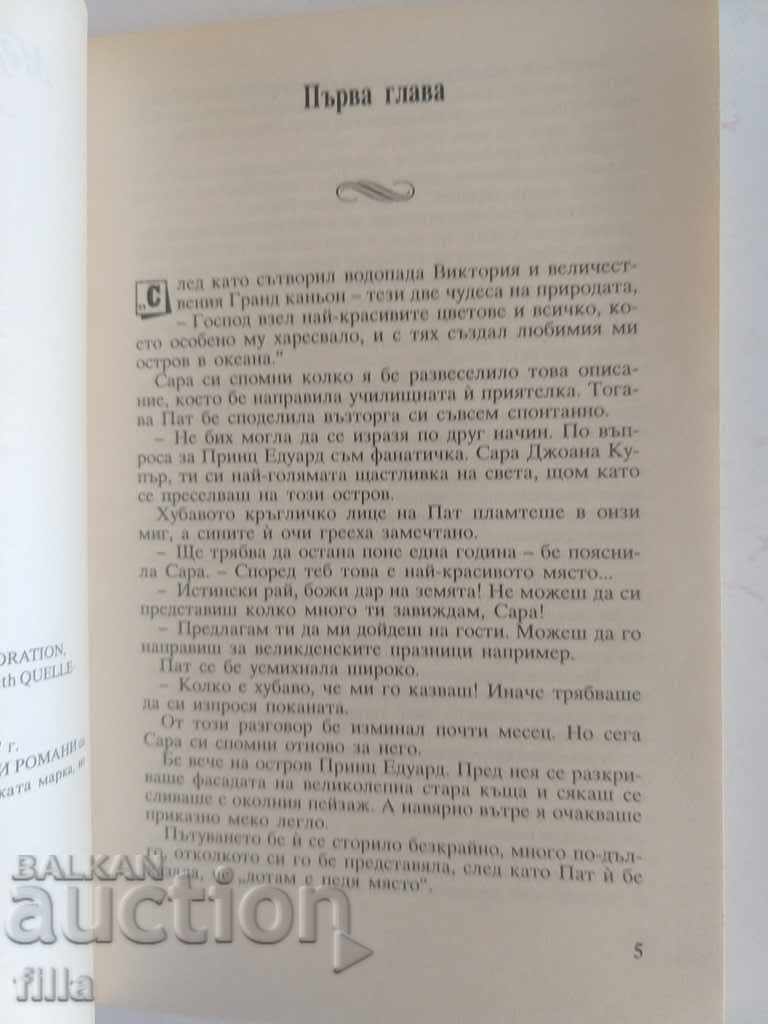 Първа глава
„След като сътворил водопада Виктория и величест-
вения Гранд каньон – тези две чудеса на природата,
– Господ взел най-красивите цветове и всичко, ко-
ето особено му харесвало, и с тях създал любимия ми
остров в океана."
Сара си спомни колко я бе развеселило това описа-
ние, което бе направила училищната ѝ приятелка. Тога-
ва Пат бе споделила възторга си съвсем спонтанно.
– Не бих могла да се изразя по друг начин. По въп-
роса за Принц Едуард съм фанатичка. Сара Джоана Ку-
пър, ти си най-голямата щастливка на света, щом като
се преселваш на този остров.
Хубавото кръгличко лице на Пат пламтеше в онзи
миг, а сините ѝ очи грееха замечтано.
– Ще трябва да остана поне една година – бе поясни-
ла Сара. – Според теб това е най-красивото място...
– Истински рай, божи дар на земята! Не можеш да си
представиш колко много ти завиждам, Сара!
– Предлагам ти да ми дойдеш на гости. Можеш да го
направиш за великденските празници например.
Пат се бе усмихнала широко.
– Колко е хубаво, че ми го казваш! Иначе трябваше
да си изпрося поканата.
От този разговор бе изминал почти месец. Но сега
Сара си спомни отново за него.
Бе вече на остров Принц Едуард. Пред нея се разкри-
ваше фасадата на великолепна стара къща и сякаш се
сливаше с околния пейзаж. А навярно вътре я очакваше
приказно меко легло.
Пътуването бе ѝ се сторило безкрайно, много по-дъл-
го, отколкото си го бе представяла, след като Пат ѝ бе
че „дотам е педя място“.
5
ORATION,
th QUELLE-
г.
И РОМАНИ
ката марка,
BALKAN
auction
filla